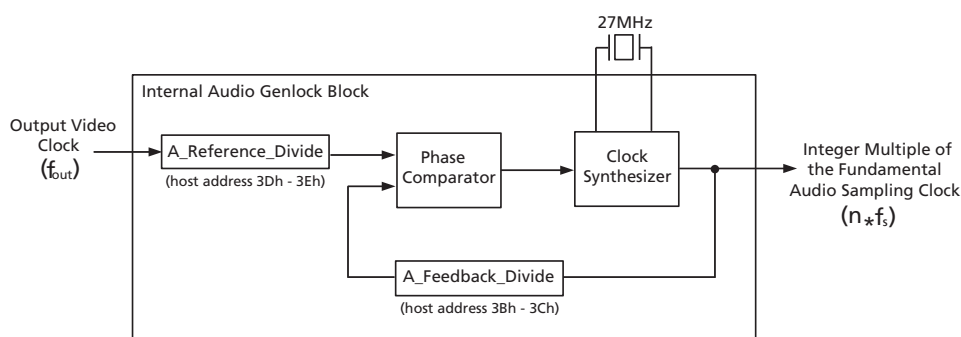 27MHz
Internal Audio Genlock Block
Output Video
Clock
(fout)
A_Reference_Divide
(host address 3Dh - 3Eh)
Phase
Comparator
Clock
Synthesizer
Integer Multiple of
the Fundamental
Audio Sampling Clock
(n*fs)
A_Feedback_Divide
(host address 3Bh - 3Ch)